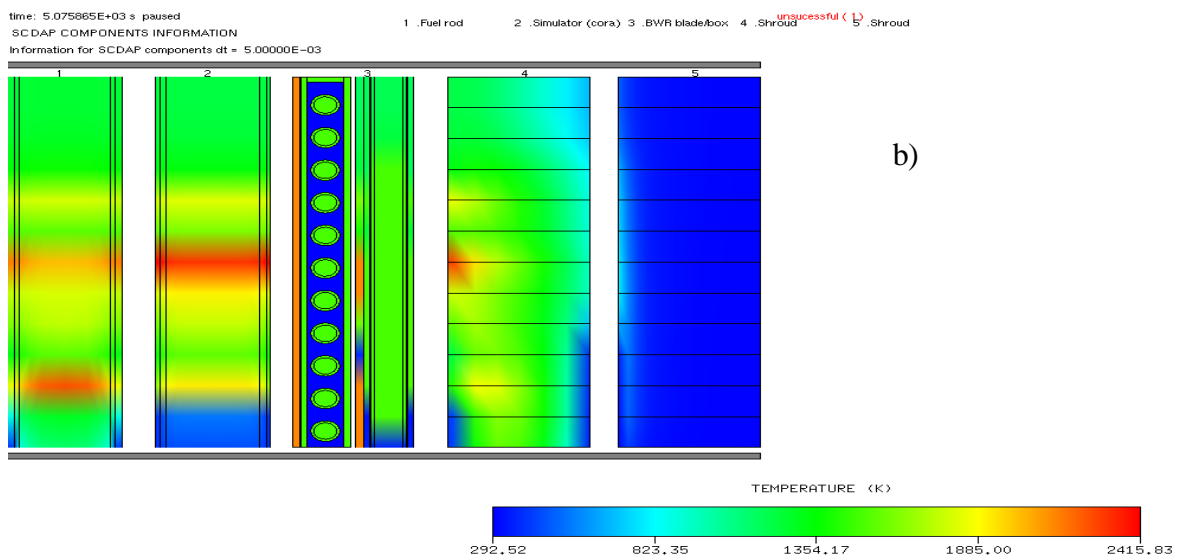 time: 5.075865E+03 s paused
1 .Fuel rod 2 .Simulator (cora) 3 .BWR blade/box 4 .Shroud 5 .Shroud
unsucessful ( 1)
SCDAP COMPONENTS INFORMATION
Information for SCDAP components dt = 5.00000E-03
1 2 3 4 5
b)
TEMPERATURE (K)
292.52 823.35 1354.17 1885.00 2415.83